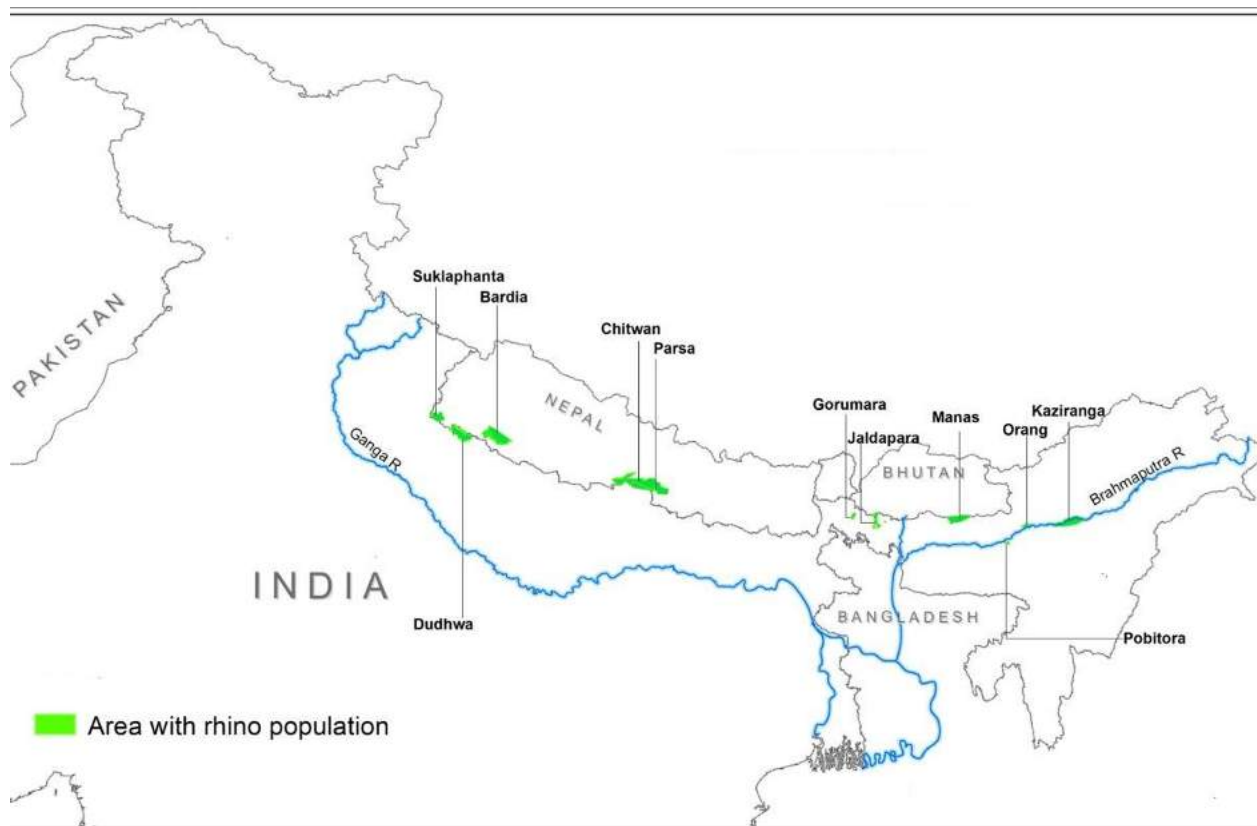 Suklaphanta
Bardia
Chitwan
Parsa
PAKISTAN
NEPAL
Gorumara
Manas
Kaziranga
Orang
Jaldapara
Ganga R
BHUTAN
Brahmaputra R
INDIA
BANGLADESH
Dudhwa
Pobitora
Area with rhino population